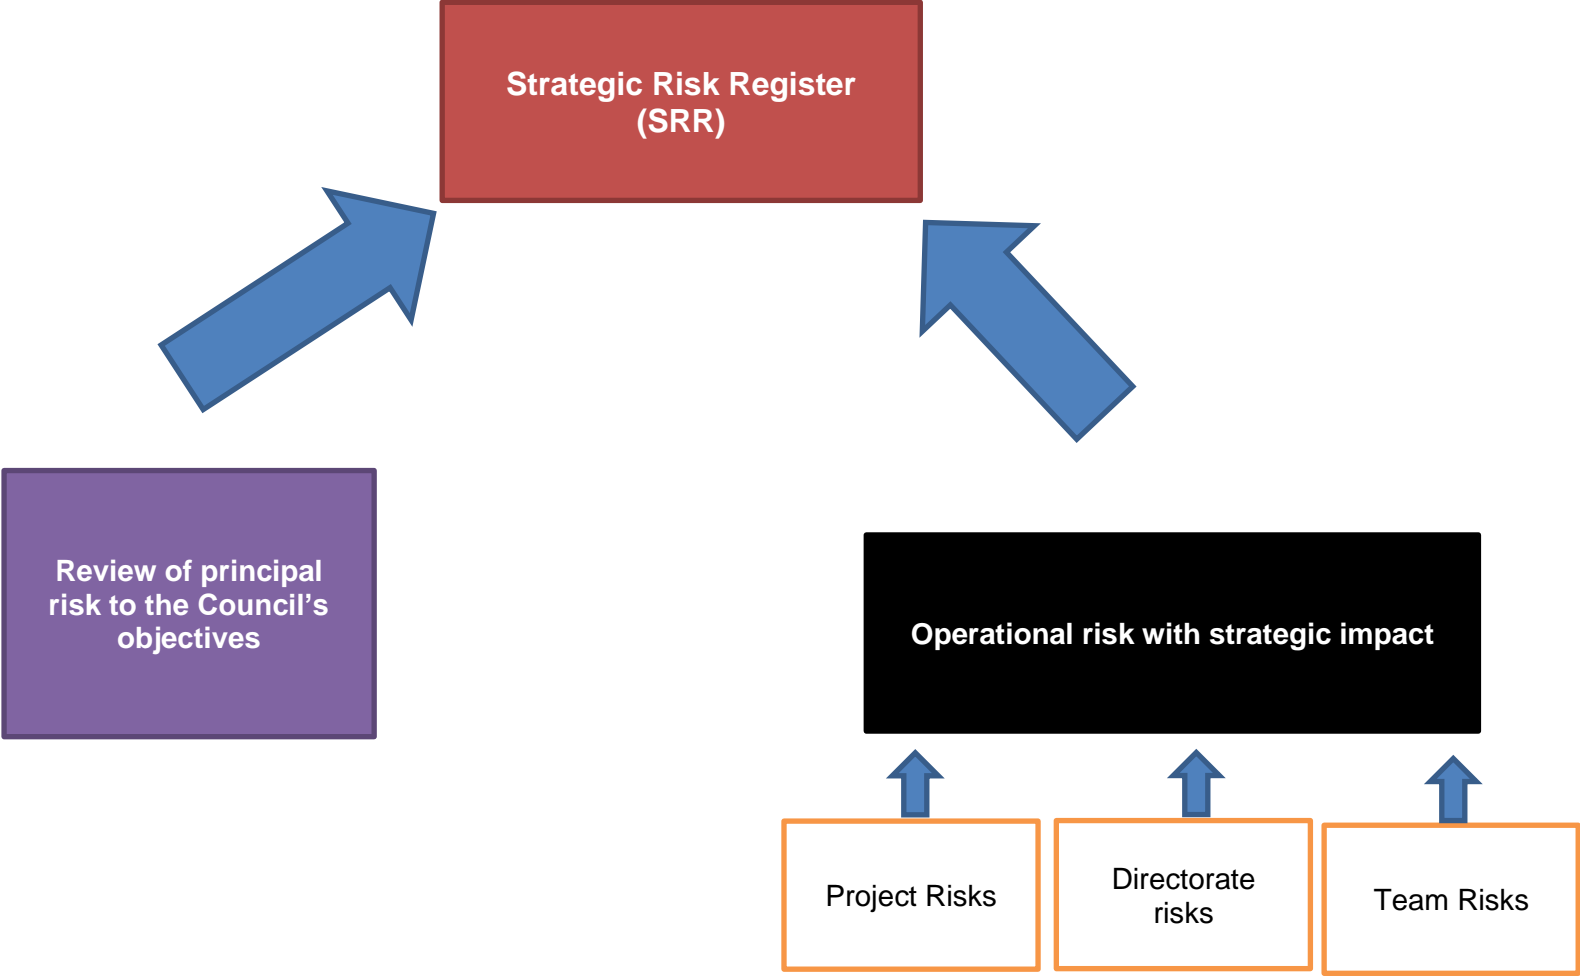 Strategic Risk Register
(SRR)
Review of principal
risk to the Council’s
objectives
Operational risk with strategic impact
Project Risks
Directorate
risks
Team Risks